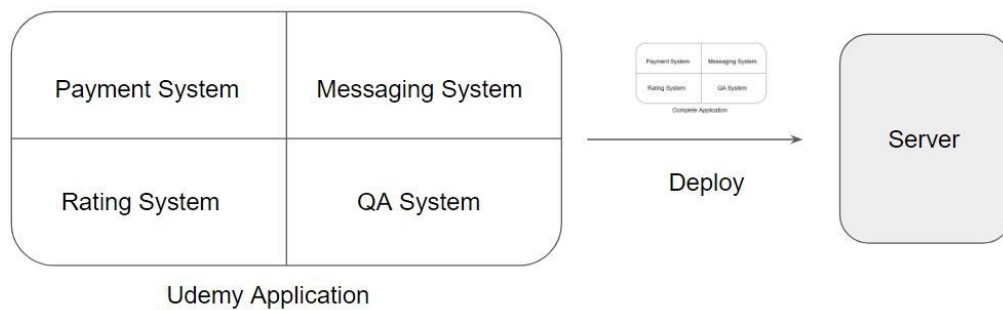 Payment System
Messaging System
Rating System
QA System
Udemy Application
Payment System
Messaging System
Rating System
QA System
Complete Application
Deploy
Server